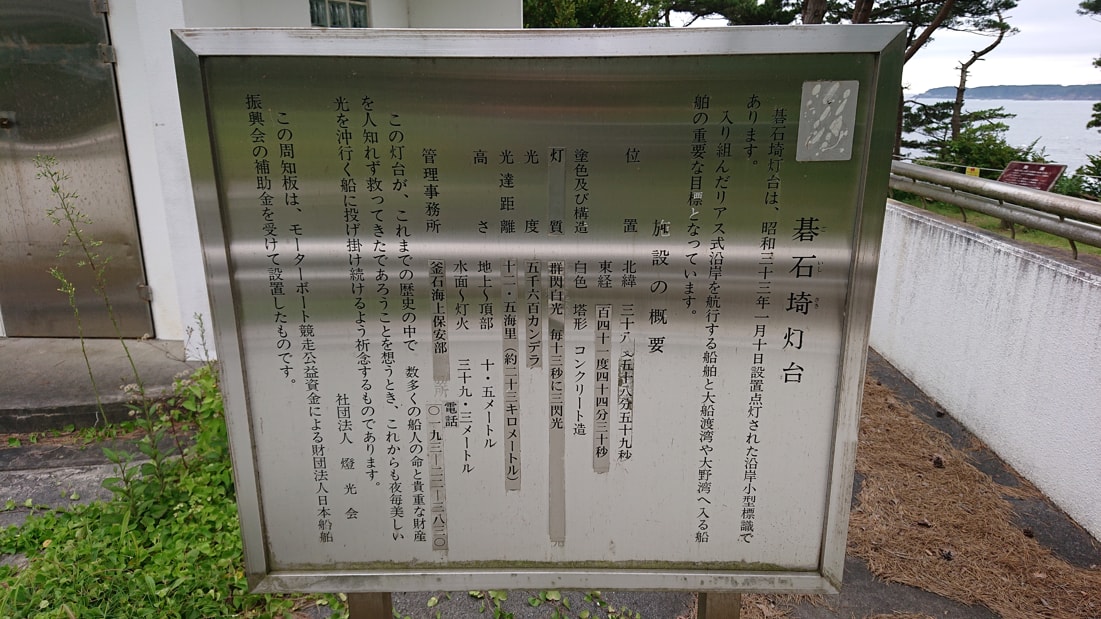 碁石埼灯台
碁石埼灯台は、昭和三十三年一月十日設置点灯された沿岸小型標識で
あります。
入り組んだリアス式沿岸を航行する船舶と大船渡湾や大野湾へ入る船
舶の重要な目標となっています。
施設の概要
位置 北緯 三十八 五十八分五十九秒
東経 百四十一度四十四分三十秒
塗色及び構造 白色 塔形 コンクリート造
灯質 群閃白光 毎十三秒に三閃光
光度 五千六百カンデラ
光達距離 十一・五海里(約二十三キロメートル)
高さ 地上~頂部 十・五メートル
水面~灯火 三十九・三メートル
管理事務所 釜石海上保安部 電話 〇一九三―二二―三八三〇
この灯台が、これまでの歴史の中で 数多くの船人の命と貴重な財産
を人知れず救ってきたであろうことを想うとき、これからも夜毎美しい
光を沖行く船に投げ掛け続けるよう祈念するものであります。
社団法人 燈光会
この周知板は、モーターボート競走公益資金による財団法人日本船舶
振興会の補助金を受けて設置したものです。